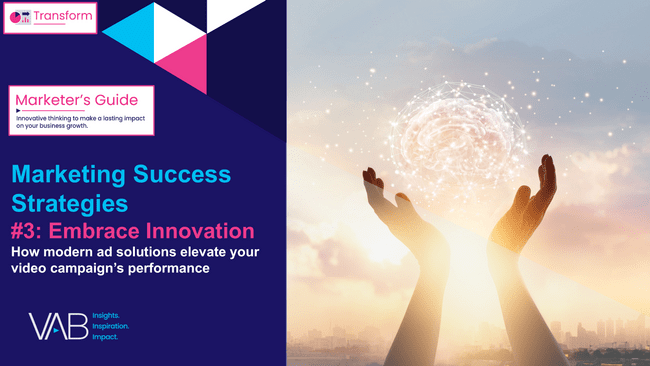 Transform
Marketer's Guide
Innovative thinking to make a lasting impact
on your business growth.
Marketing Success
Strategies
#3: Embrace Innovation
How modern ad solutions elevate your
video campaign's performance
VAB
Insights.
Inspiration.
Impact.